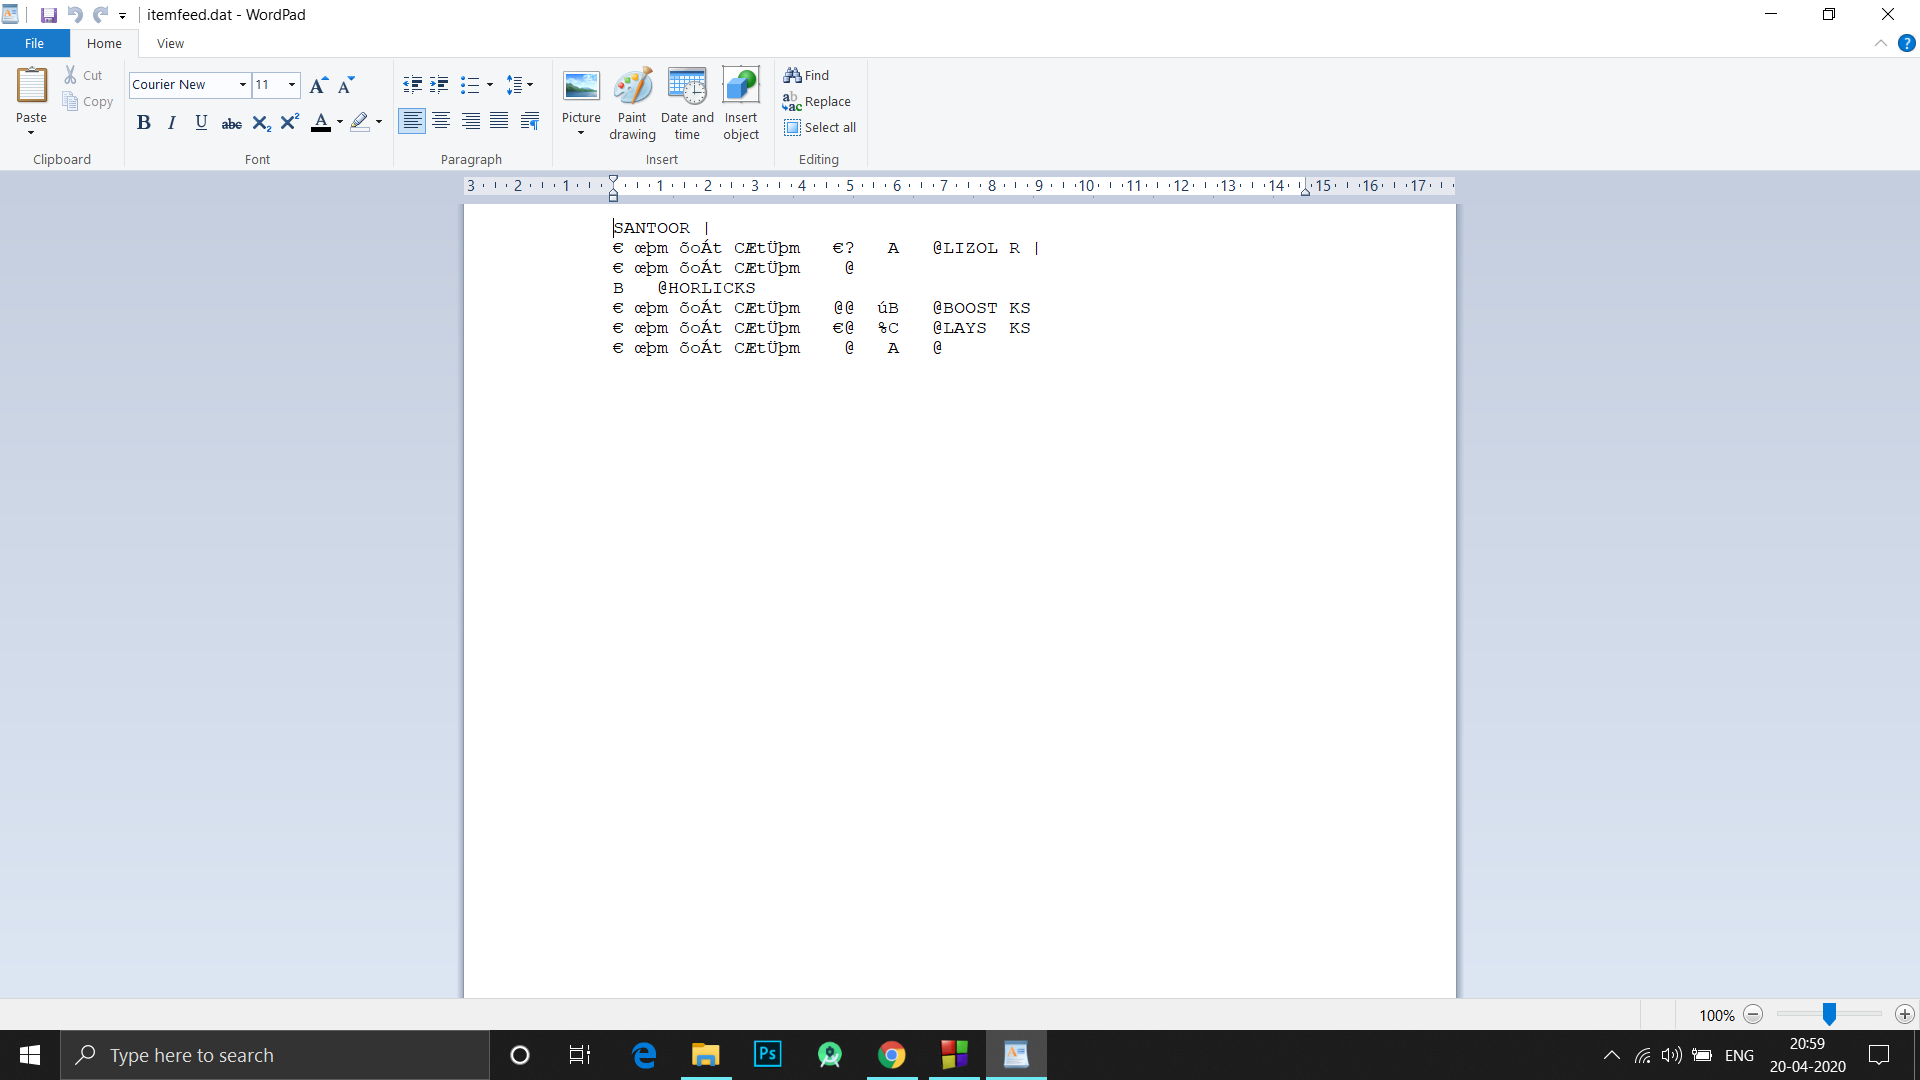 itemfeed.dat - WordPad
File Home View
Paste Cut Copy
Clipboard
Courier New 11
B I U abc X₂ X² A
Font
Paragraph
Picture Paint drawing Date and time Insert object
Insert
Find
Replace
Select all
Editing
3 2 1 1 2 3 4 5 6 7 8 9 10 11 12 13 14 15 16 17
SANTOOR |
€ œþm õoÁt CÆtÜþm €? A @LIZOL R |
€ œþm õoÁt CÆtÜþm @
B @HORLICKS
€ œþm õoÁt CÆtÜþm @@ úB @BOOST KS
€ œþm õoÁt CÆtÜþm €@ %C @LAYS KS
€ œþm õoÁt CÆtÜþm @ A @
100%
Type here to search
Ps
ENG
20:59
20-04-2020